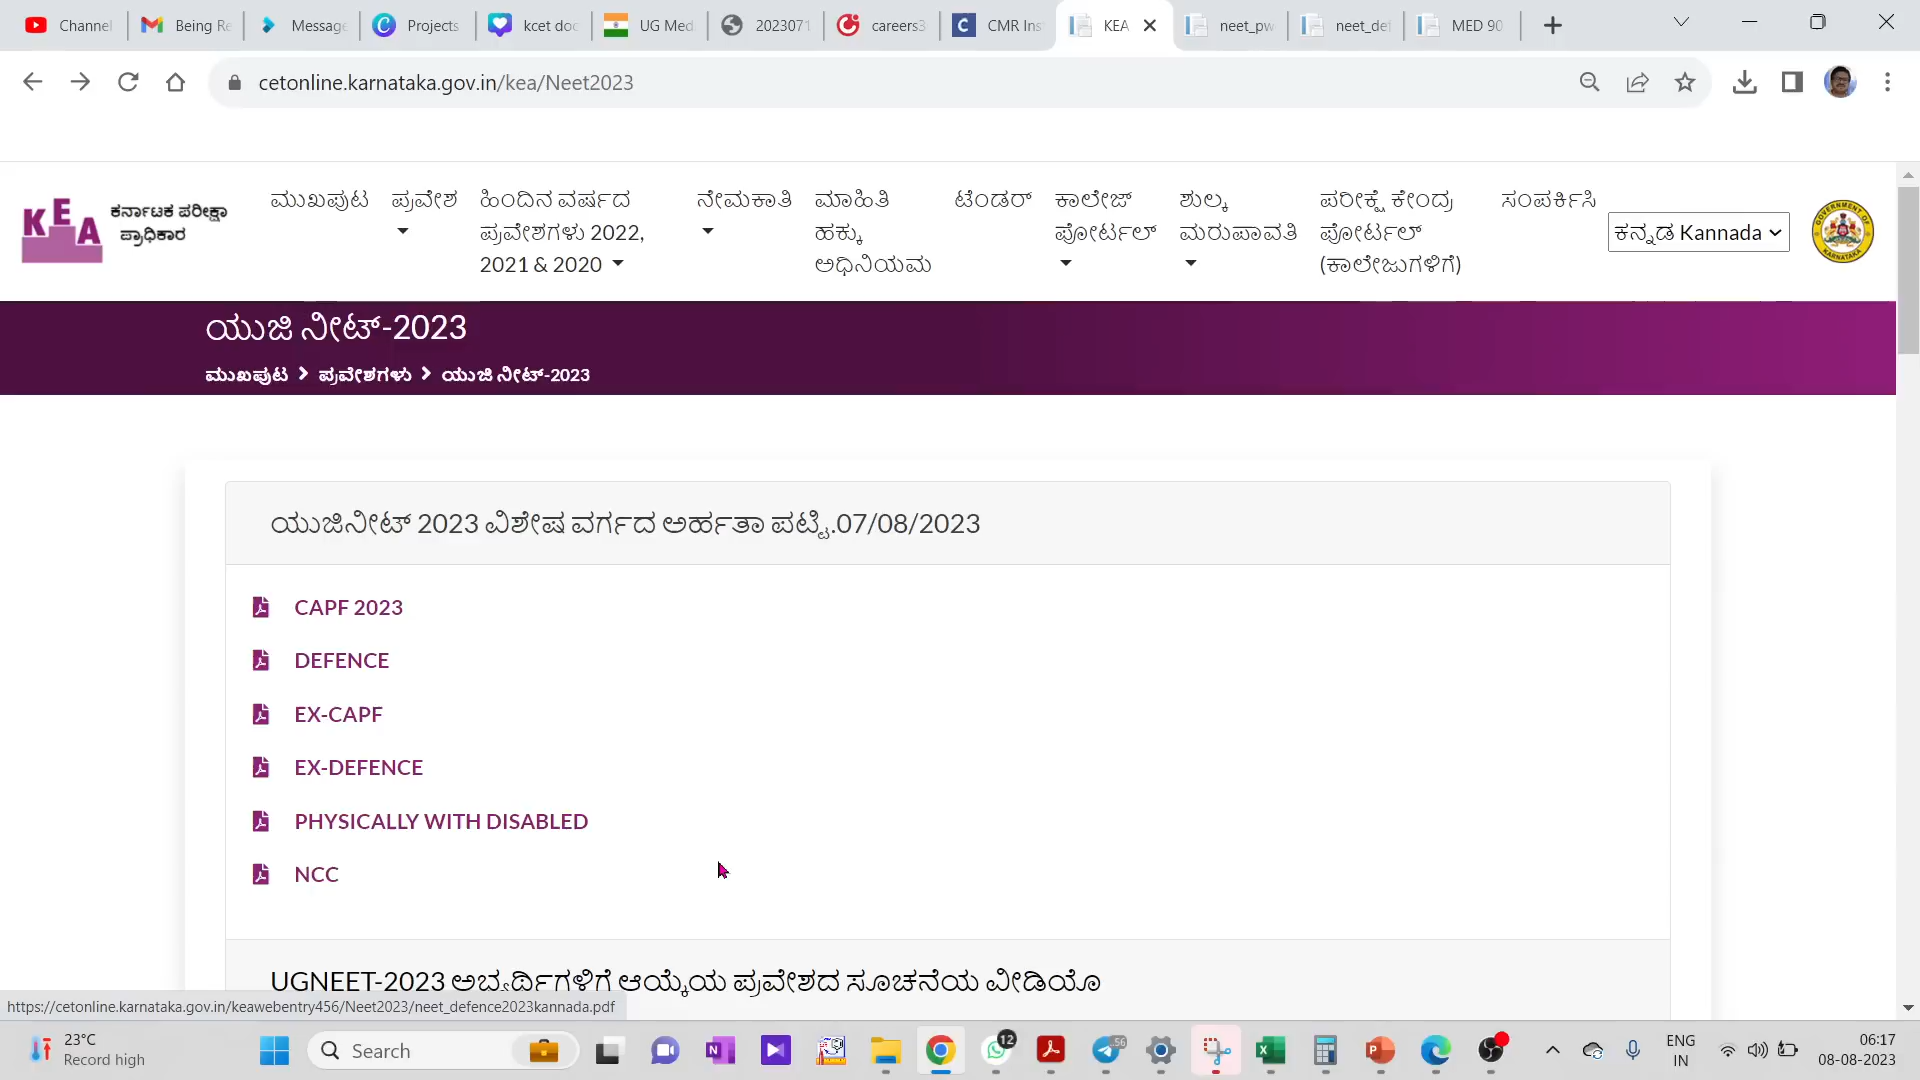 Channel
Being Re
Message
Projects
kcet doc
UG Med
2023071
careers3
CMR Ins
KEA
neet_pw
neet_def
MED 90
cetonline.karnataka.gov.in/kea/Neet2023
KEA
ಕರ್ನಾಟಕ ಪರೀಕ್ಷಾ
ಪ್ರಾಧಿಕಾರ
ಮುಖಪುಟ
ಪ್ರವೇಶ
ಹಿಂದಿನ ವರ್ಷದ
ಪ್ರವೇಶಗಳು 2022,
2021 & 2020
ನೇಮಕಾತಿ
ಮಾಹಿತಿ
ಹಕ್ಕು
ಅಧಿನಿಯಮ
ಟೆಂಡರ್
ಕಾಲೇಜ್
ಪೋರ್ಟಲ್
ಶುಲ್ಕ
ಮರುಪಾವತಿ
ಪರೀಕ್ಷೆ ಕೇಂದ್ರ
ಪೋರ್ಟಲ್
(ಕಾಲೇಜುಗಳಿಗೆ)
ಸಂಪರ್ಕಿಸಿ
ಕನ್ನಡ Kannada
ಯುಜಿ ನೀಟ್-2023
ಮುಖಪುಟ > ಪ್ರವೇಶಗಳು > ಯುಜಿ ನೀಟ್-2023
ಯುಜಿನೀಟ್ 2023 ವಿಶೇಷ ವರ್ಗದ ಅರ್ಹತಾ ಪಟ್ಟಿ.07/08/2023
CAPF 2023
DEFENCE
EX-CAPF
EX-DEFENCE
PHYSICALLY WITH DISABLED
NCC
UGNEET-2023 ಅಭ್ಯರ್ಥಿಗಳಿಗೆ ಆಯ್ಕೆಯ ಪ್ರವೇಶದ ಸೂಚನೆಯ ವೀಡಿಯೊ
https://cetonline.karnataka.gov.in/keawebentry456/Neet2023/neet_defence2023kannada.pdf
23°C
Record high
Search
12
56
ENG
IN
06:17
08-08-2023